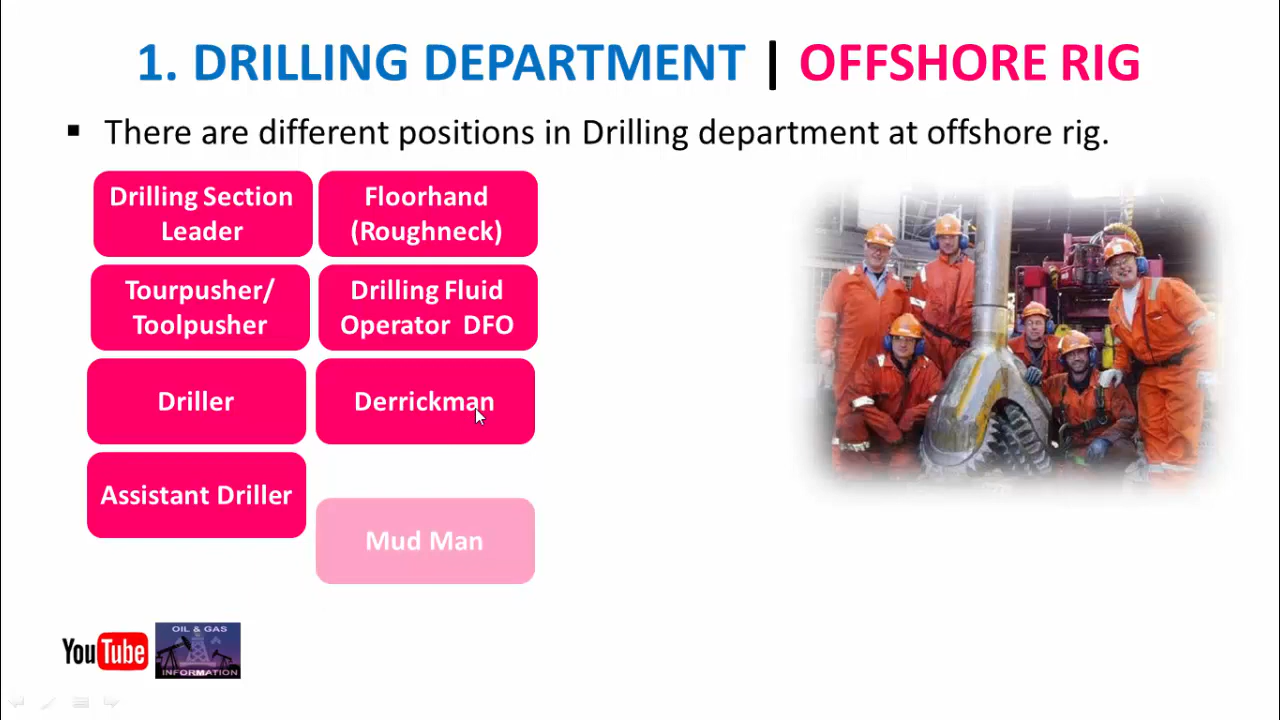 1. DRILLING DEPARTMENT | OFFSHORE RIG
▪ There are different positions in Drilling department at offshore rig.
Drilling Section
Leader
Floorhand
(Roughneck)
Tourpusher/
Toolpusher
Drilling Fluid
Operator DFO
Driller
Derrickman
Assistant Driller
Mud Man
YouTube
OIL & GAS
INFORMATION